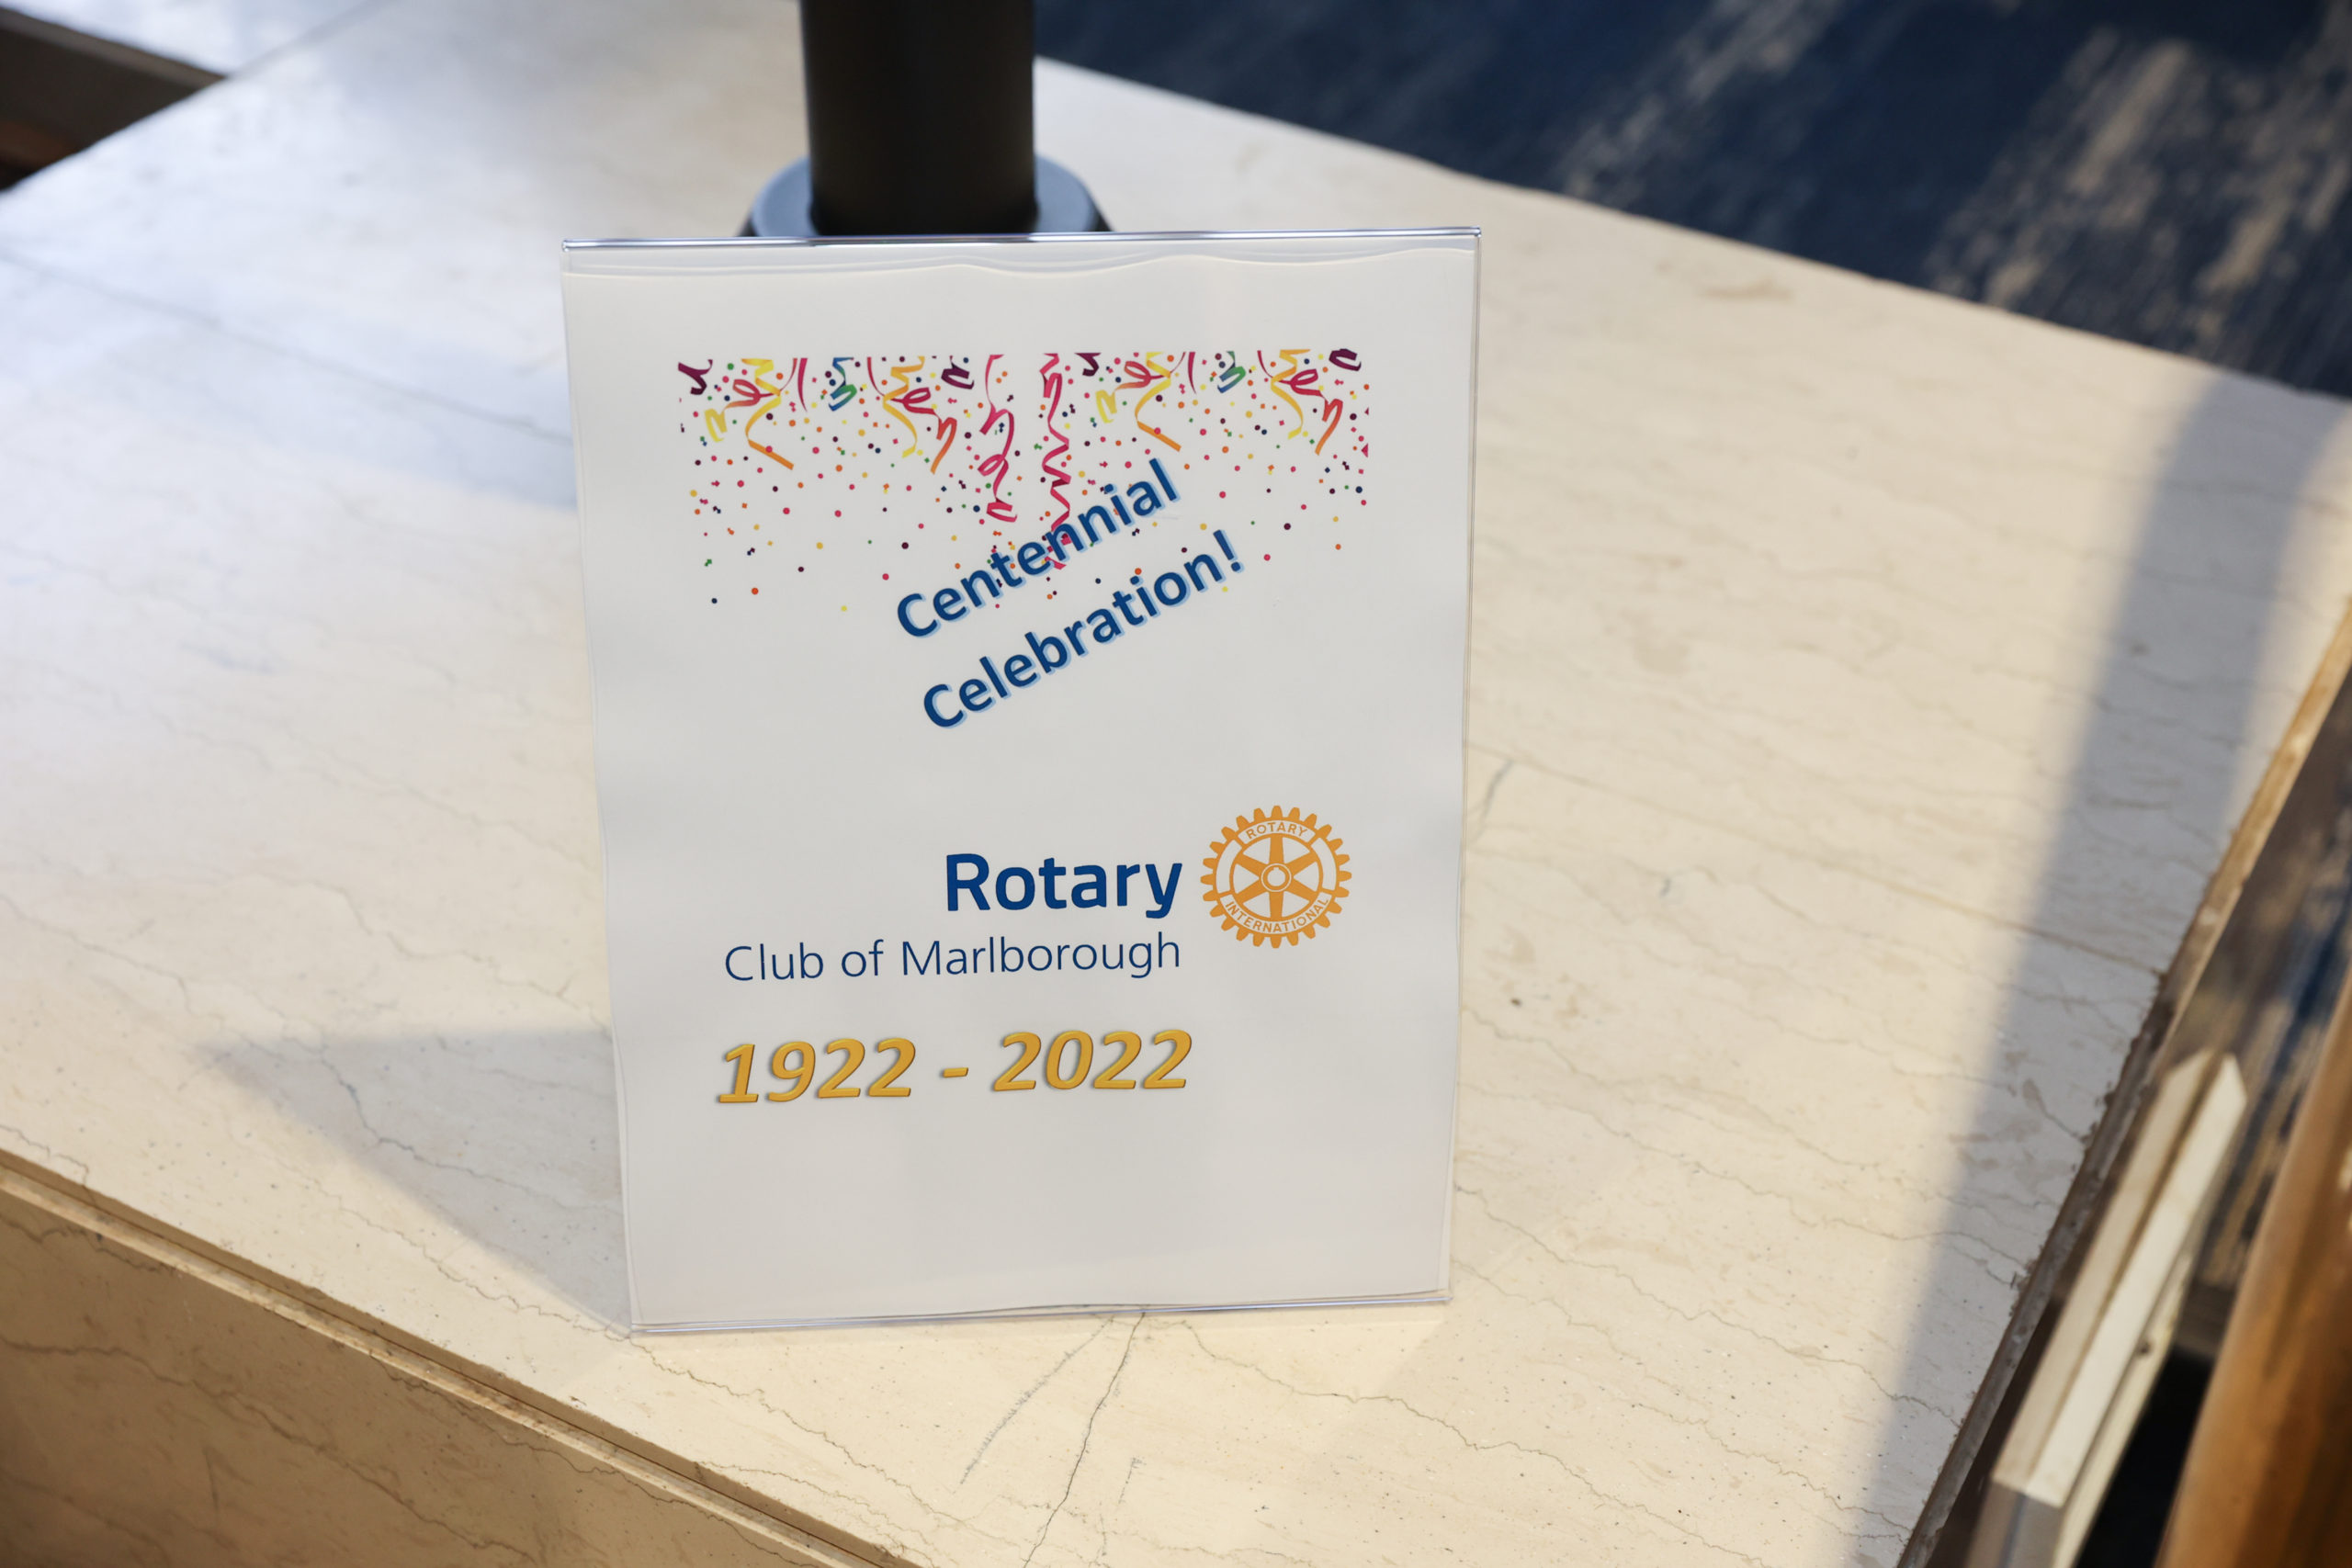 Centennial
Celebration!
Rotary
Club of Marlborough
ROTARY
INTERNATIONAL
1922 - 2022